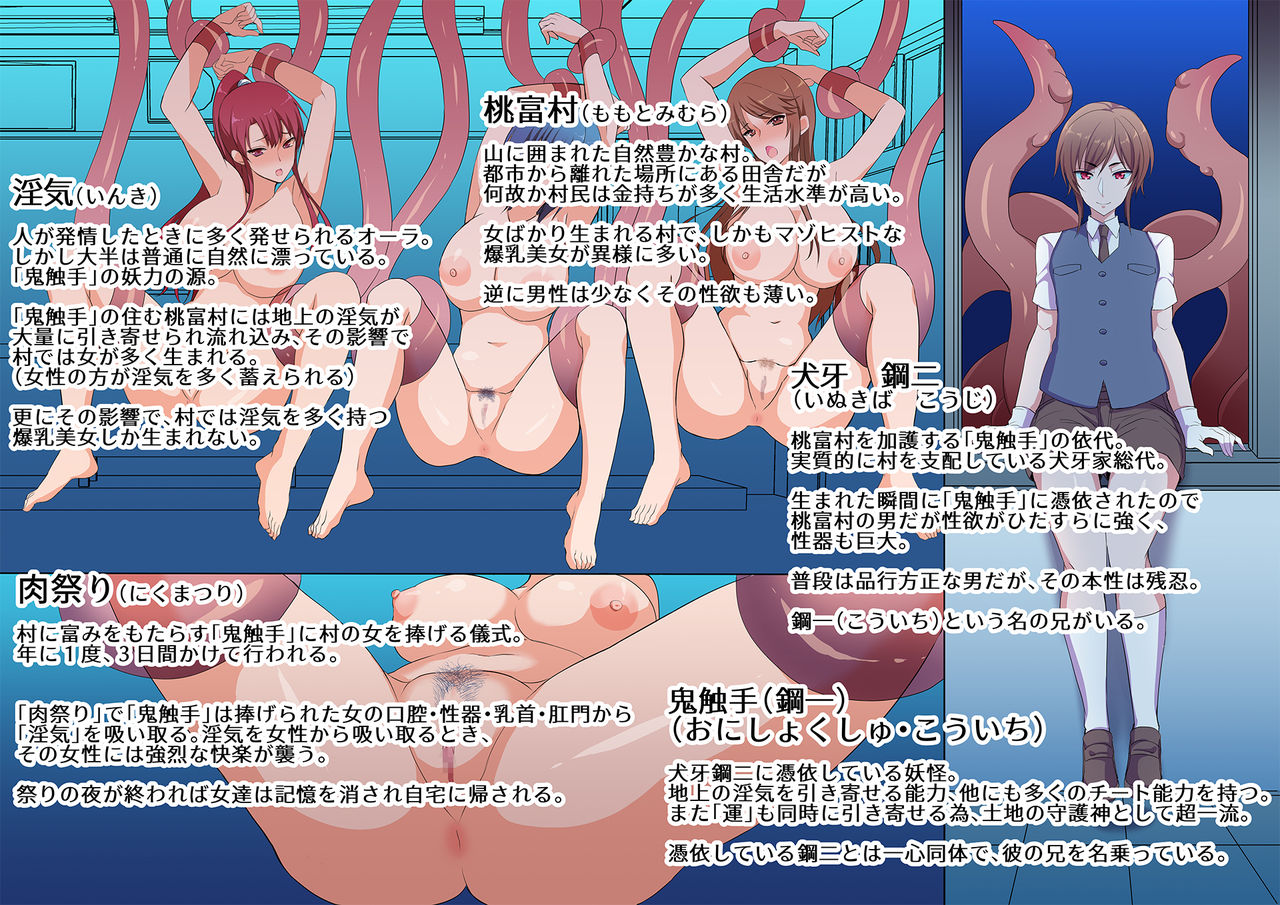 淫気(いんき)
人が発情したときに多く発せられるオーラ。
しかし大半は普通に自然に漂っている。
「鬼触手」の妖力の源。
「鬼触手」の住む桃富村には地上の淫気が
大量に引き寄せられ流れ込み、その影響で
村では女が多く生まれる。
(女性の方が淫気を多く蓄えられる)
更にその影響で、村では淫気を多く持つ
爆乳美女しか生まれない。
桃富村(ももとみむら)
山に囲まれた自然豊かな村。
都市から離れた場所にある田舎だが
何故か村民は金持ちが多く生活水準が高い。
女ばかり生まれる村で、しかもマゾヒストな
爆乳美女が異様に多い。
逆に男性は少なくその性欲も薄い。
犬牙 鋼二
(いぬきば こうじ)
桃富村を加護する「鬼触手」の依代。
実質的に村を支配している犬牙家総代。
生まれた瞬間に「鬼触手」に憑依されたので
桃富村の男だが性欲がひたすらに強く、
性器も巨大。
普段は品行方正な男だが、その本性は残忍。
鋼一(こういち)という名の兄がいる。
肉祭り(にくまつり)
村に富みをもたらす「鬼触手」に村の女を捧げる儀式。
年に1度、3日間かけて行われる。
「肉祭り」で「鬼触手」は捧げられた女の口腔・性器・乳首・肛門から
「淫気」を吸い取る。淫気を女性から吸い取るとき、
その女性には強烈な快楽が襲う。
祭りの夜が終われば女達は記憶を消され自宅に帰される。
鬼触手(鋼一)
(おにしょくしゅ・こういち)
犬牙鋼二に憑依している妖怪。
地上の淫気を引き寄せる能力、他にも多くのチート能力を持つ。
また「運」も同時に引き寄せる為、土地の守護神として超一流。
憑依している鋼二とは一心同体で、彼の兄を名乗っている。